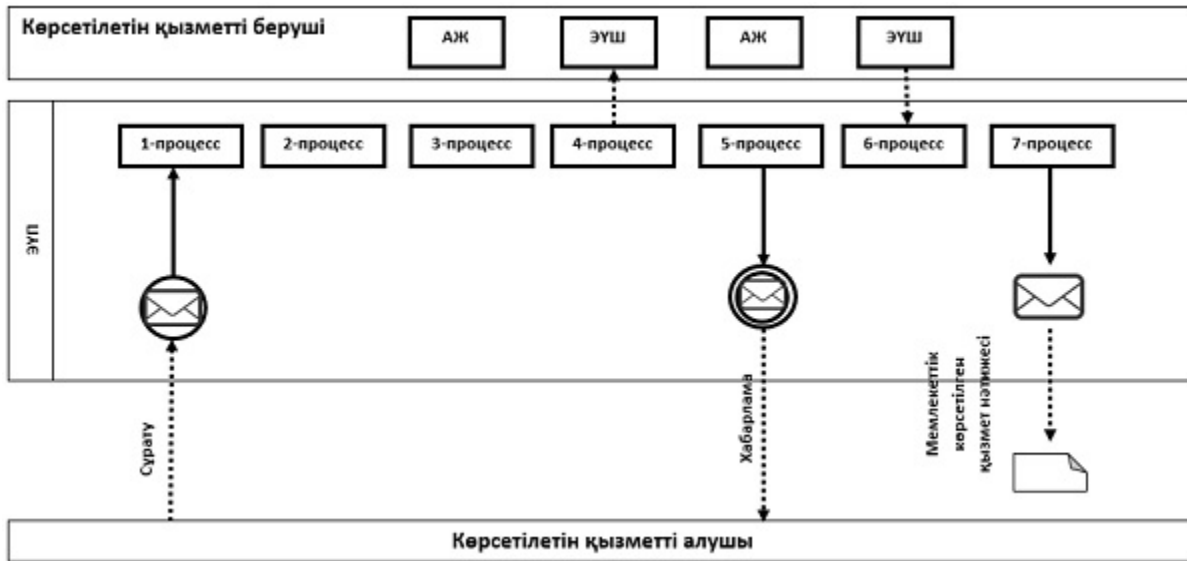 Көрсетілетін қызметті беруші
АЖ
ЭҮШ
АЖ
ЭҮШ
ЭҮП
1-процесс
2-процесс
3-процесс
4-процесс
5-процесс
6-процесс
7-процесс
Сұрату
Хабарлама
Мемлекеттік
көрсетілген
қызмет нәтижесі
Көрсетілетін қызметті алушы